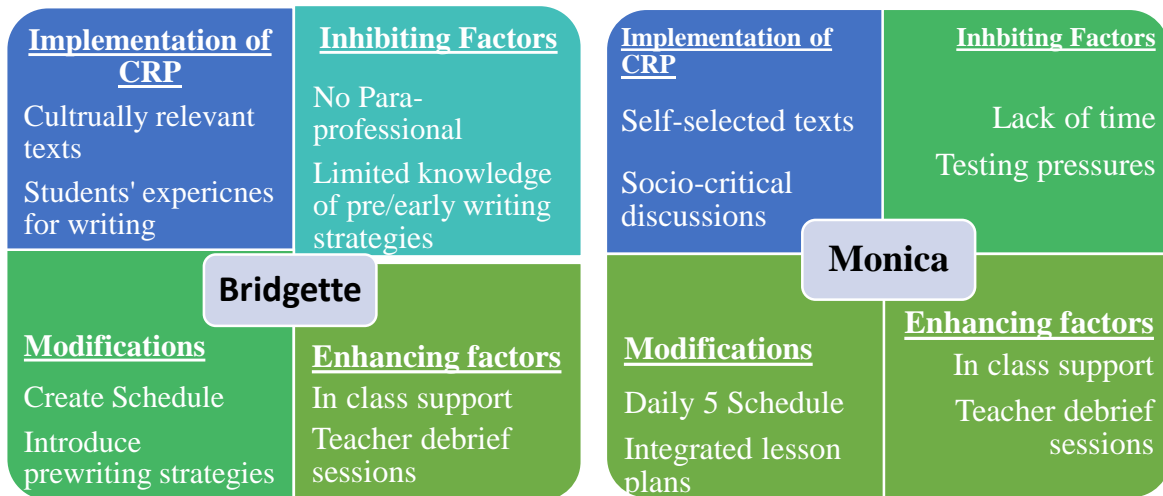 Implementation of
CRP
Cultrually relevant
texts
Students' expericnes
for writing
Inhibiting Factors
No Para-
professional
Limited knowledge
of pre/early writing
strategies
Bridgette
Modifications
Create Schedule
Introduce
prewriting strategies
Enhancing factors
In class support
Teacher debrief
sessions
Implementation of
CRP
Self-selected texts
Socio-critical
discussions
Inhbiting Factors
Lack of time
Testing pressures
Monica
Modifications
Daily 5 Schedule
Integrated lesson
plans
Enhancing factors
In class support
Teacher debrief
sessions